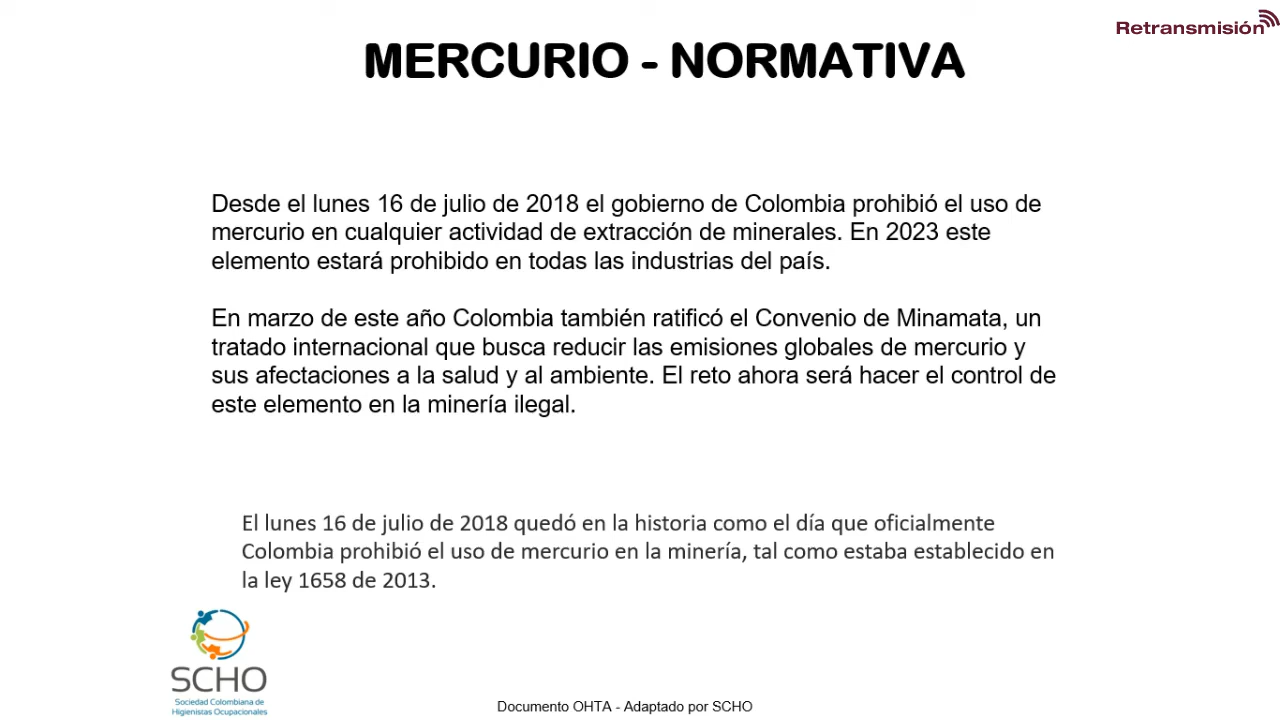 Retransmisión
MERCURIO - NORMATIVA
Desde el lunes 16 de julio de 2018 el gobierno de Colombia prohibió el uso de
mercurio en cualquier actividad de extracción de minerales. En 2023 este
elemento estará prohibido en todas las industrias del país.
En marzo de este año Colombia también ratificó el Convenio de Minamata, un
tratado internacional que busca reducir las emisiones globales de mercurio y
sus afectaciones a la salud y al ambiente. El reto ahora será hacer el control de
este elemento en la minería ilegal.
El lunes 16 de julio de 2018 quedó en la historia como el día que oficialmente
Colombia prohibió el uso de mercurio en la minería, tal como estaba establecido en
la ley 1658 de 2013.
SCHO
Sociedad Colombiana de
Higienistas Ocupacionales
Documento OHTA - Adaptado por SCHO